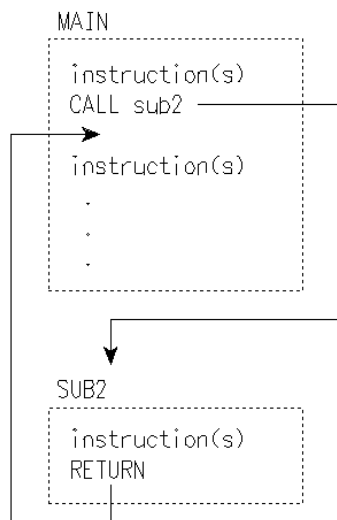 MAIN
instruction(s)
CALL sub2
instruction(s)
.
.
.
SUB2
instruction(s)
RETURN